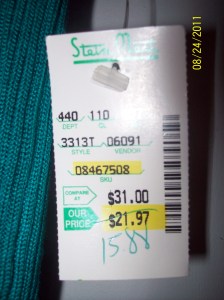 Stein Mart
440 110
DEPT CL
3313T 06091
STYLE VENDOR
08467508
SKU
COMPARE AT $31.00
OUR PRICE $21.97
1588
08/24/2011